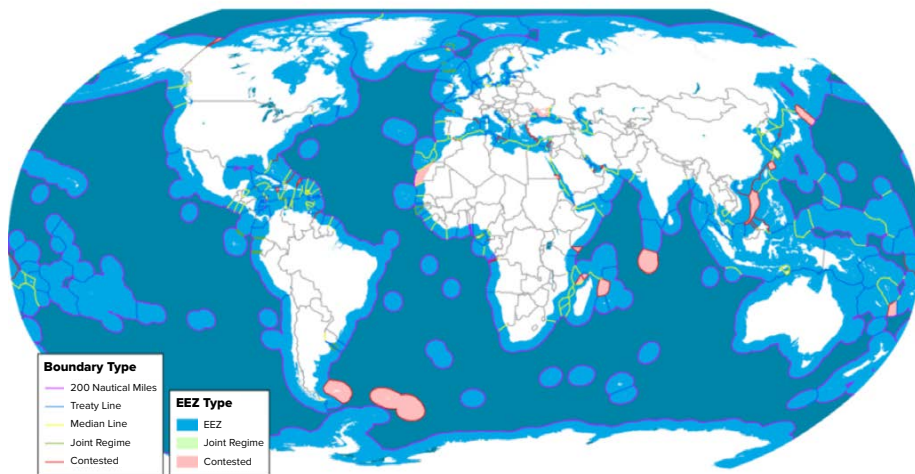 Boundary Type
200 Nautical Miles
Treaty Line
Median Line
Joint Regime
Contested
EEZ Type
EEZ
Joint Regime
Contested